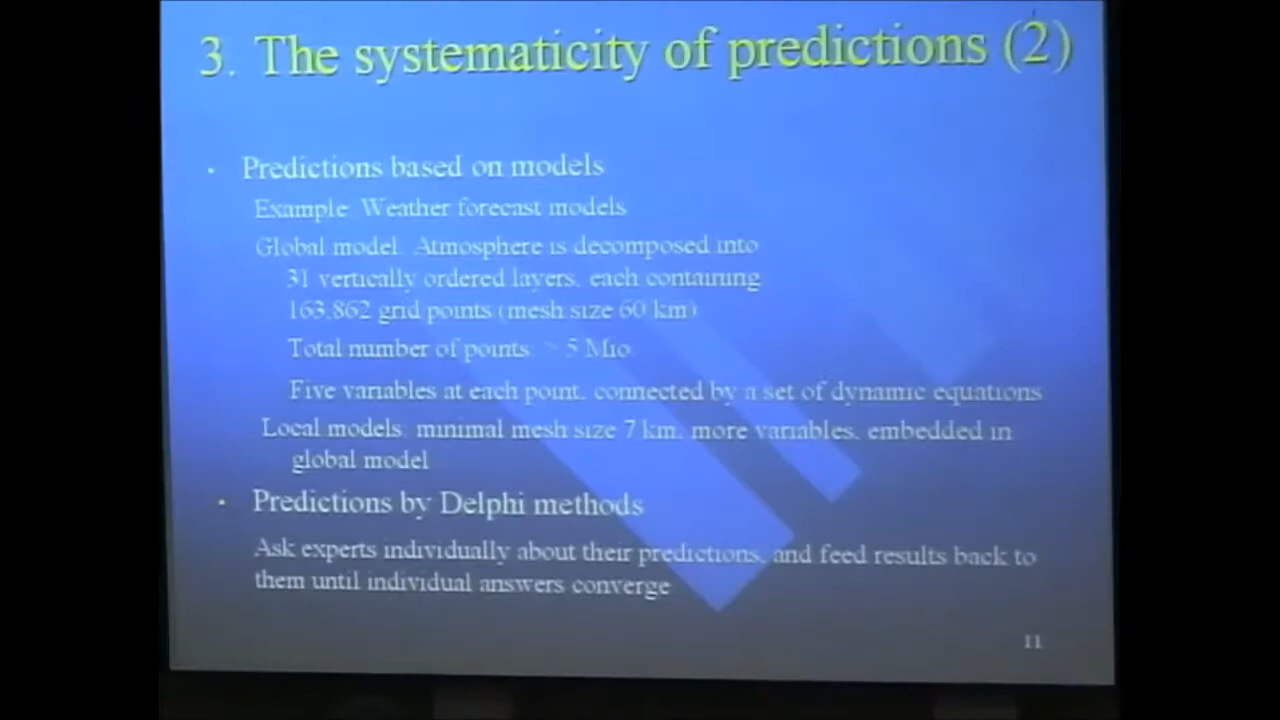 3. The systematicity of predictions (2)
• Predictions based on models
Example: Weather forecast models
Global model: Atmosphere is decomposed into
31 vertically ordered layers, each containing
163,862 grid points (mesh size 60 km)
Total number of points: > 5 Mio.
Five variables at each point, connected by a set of dynamic equations
Local models: minimal mesh size 7 km, more variables, embedded in
global model
• Predictions by Delphi methods
Ask experts individually about their predictions, and feed results back to
them until individual answers converge
11